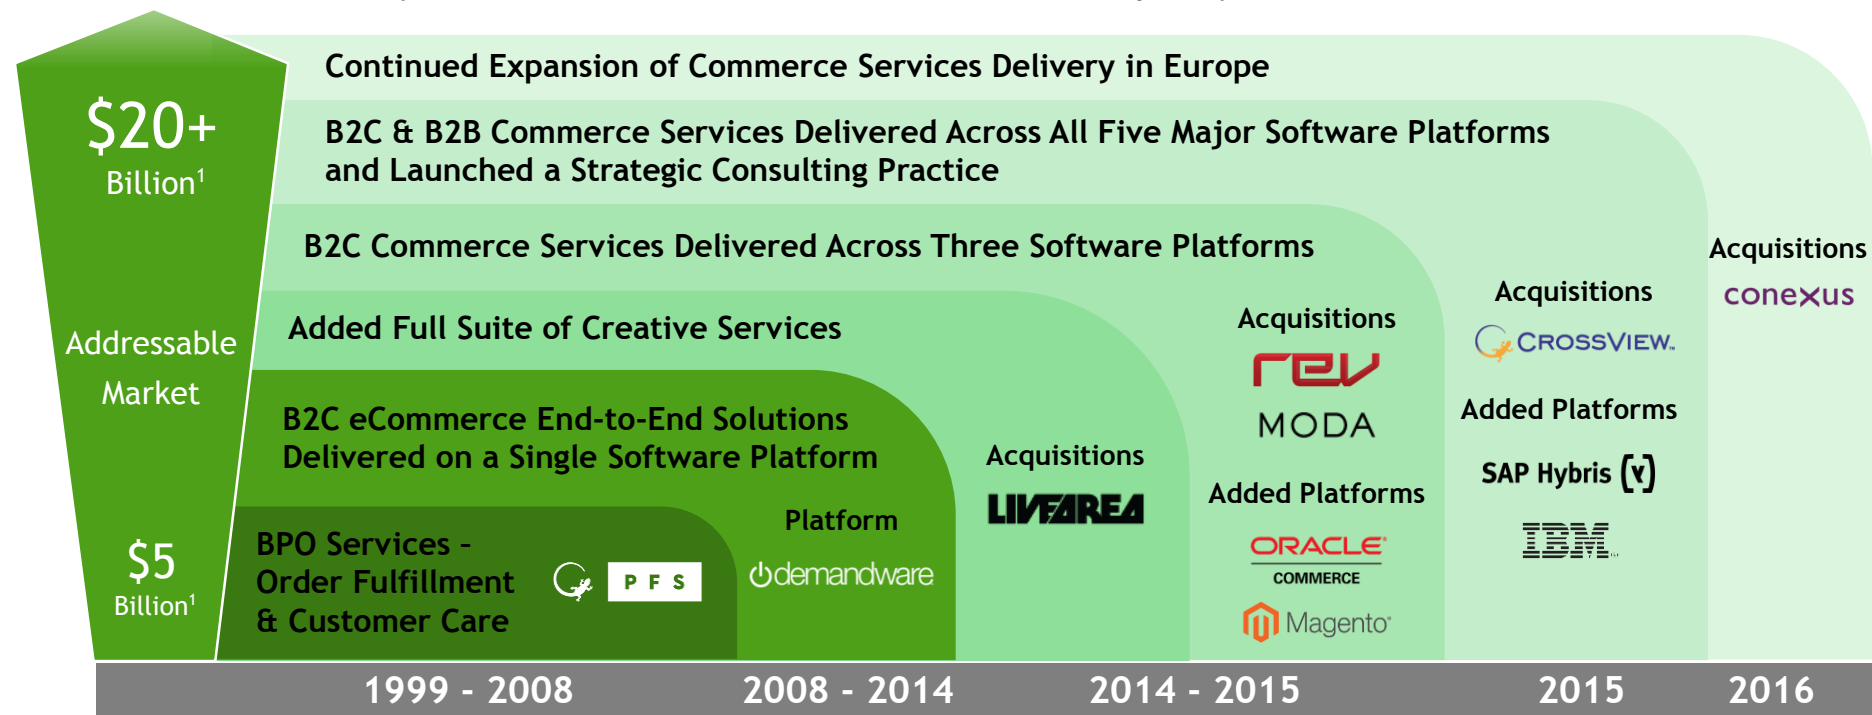 Continued Expansion of Commerce Services Delivery in Europe
$20+
Billion1
B2C & B2B Commerce Services Delivered Across All Five Major Software Platforms
and Launched a Strategic Consulting Practice
B2C Commerce Services Delivered Across Three Software Platforms
Acquisitions
conexus
Acquisitions
CROSSVIEW
Added Platforms
SAP Hybris (Y)
IBM
Acquisitions
rev
MODA
Added Platforms
ORACLE
COMMERCE
Magento
Added Full Suite of Creative Services
Acquisitions
LIVEAREA
Addressable
Market
B2C eCommerce End-to-End Solutions
Delivered on a Single Software Platform
Platform
demandware
$5
Billion1
BPO Services –
Order Fulfillment
& Customer Care
PFS
1999 - 2008
2008 - 2014
2014 - 2015
2015
2016